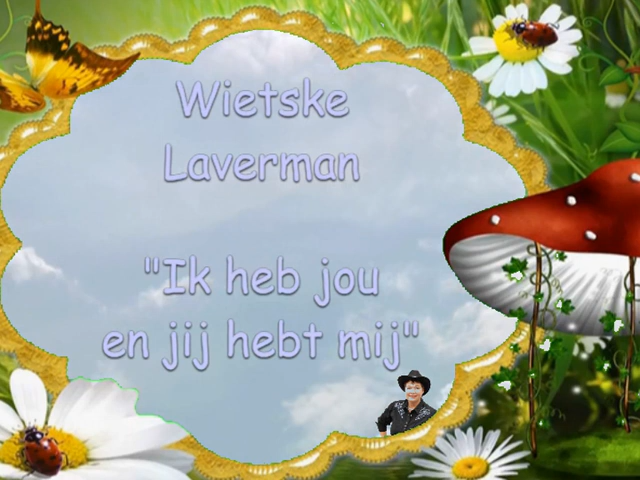 Wietske
Laverman
"Ik heb jou
en jij hebt mij"